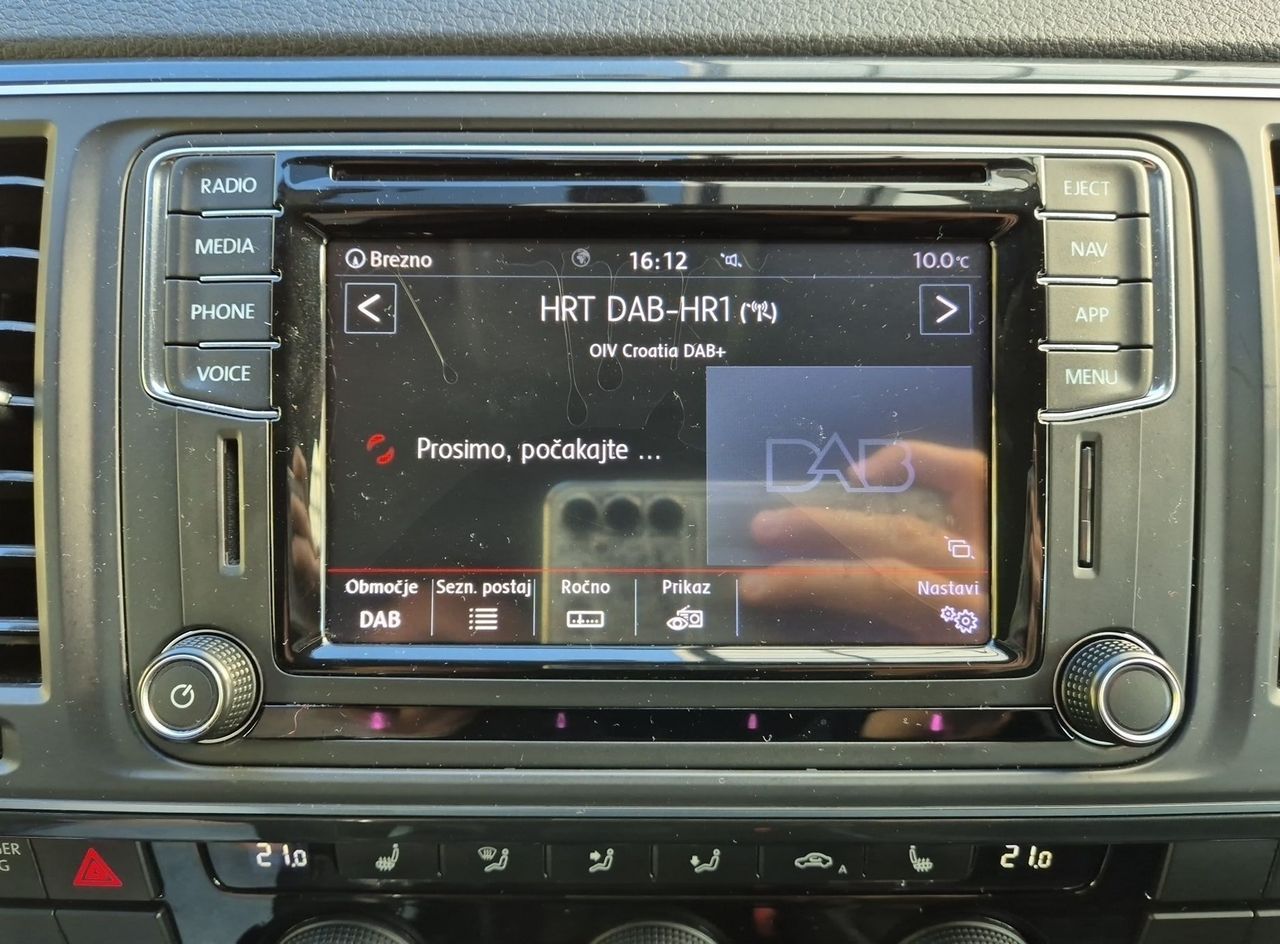 RADIO
MEDIA
PHONE
VOICE
EJECT
NAV
APP
MENU
Brezno 16:12 10.0°C
< HRT DAB-HR1 >
OIV Croatia DAB+
Prosimo, počakajte ...
DAB
Območje Sezn. postaj Ročno Prikaz Nastavi
DAB
21.0 A 21.0